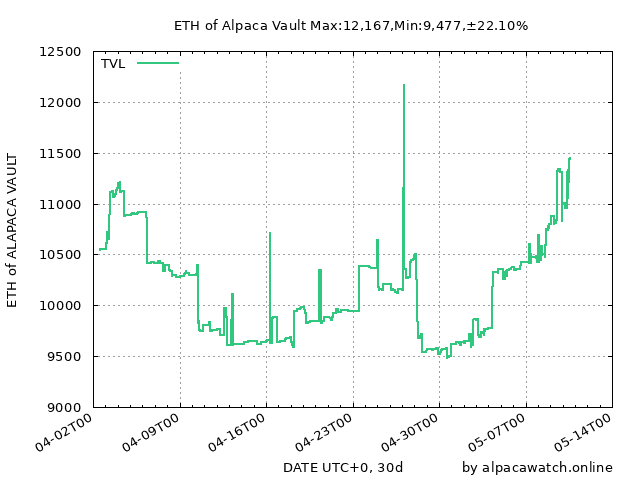 ETH of Alpaca Vault Max:12,167,Min:9,477,±22.10%
12500
TVL
12000
11500
11000
10500
10000
9500
9000
ETH of ALAPACA VAULT
04-02T00
04-09T00
04-16T00
04-23T00
04-30T00
05-07T00
05-14T00
DATE UTC+0, 30d
by alpacawatch.online